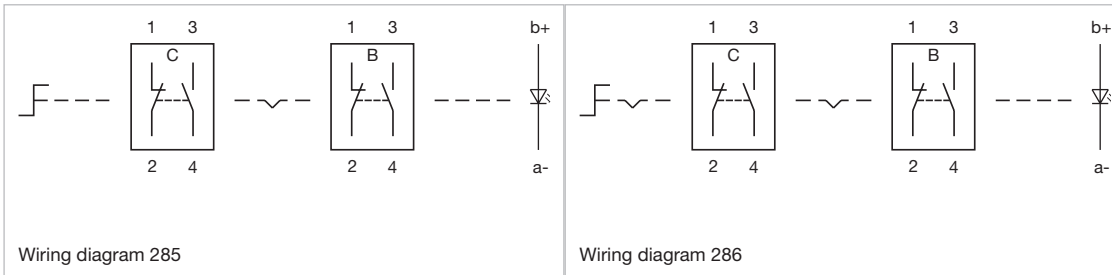 1 3 1 3 b+
C B
2 4 2 4 a-
Wiring diagram 285
1 3 1 3 b+
C B
2 4 2 4 a-
Wiring diagram 286